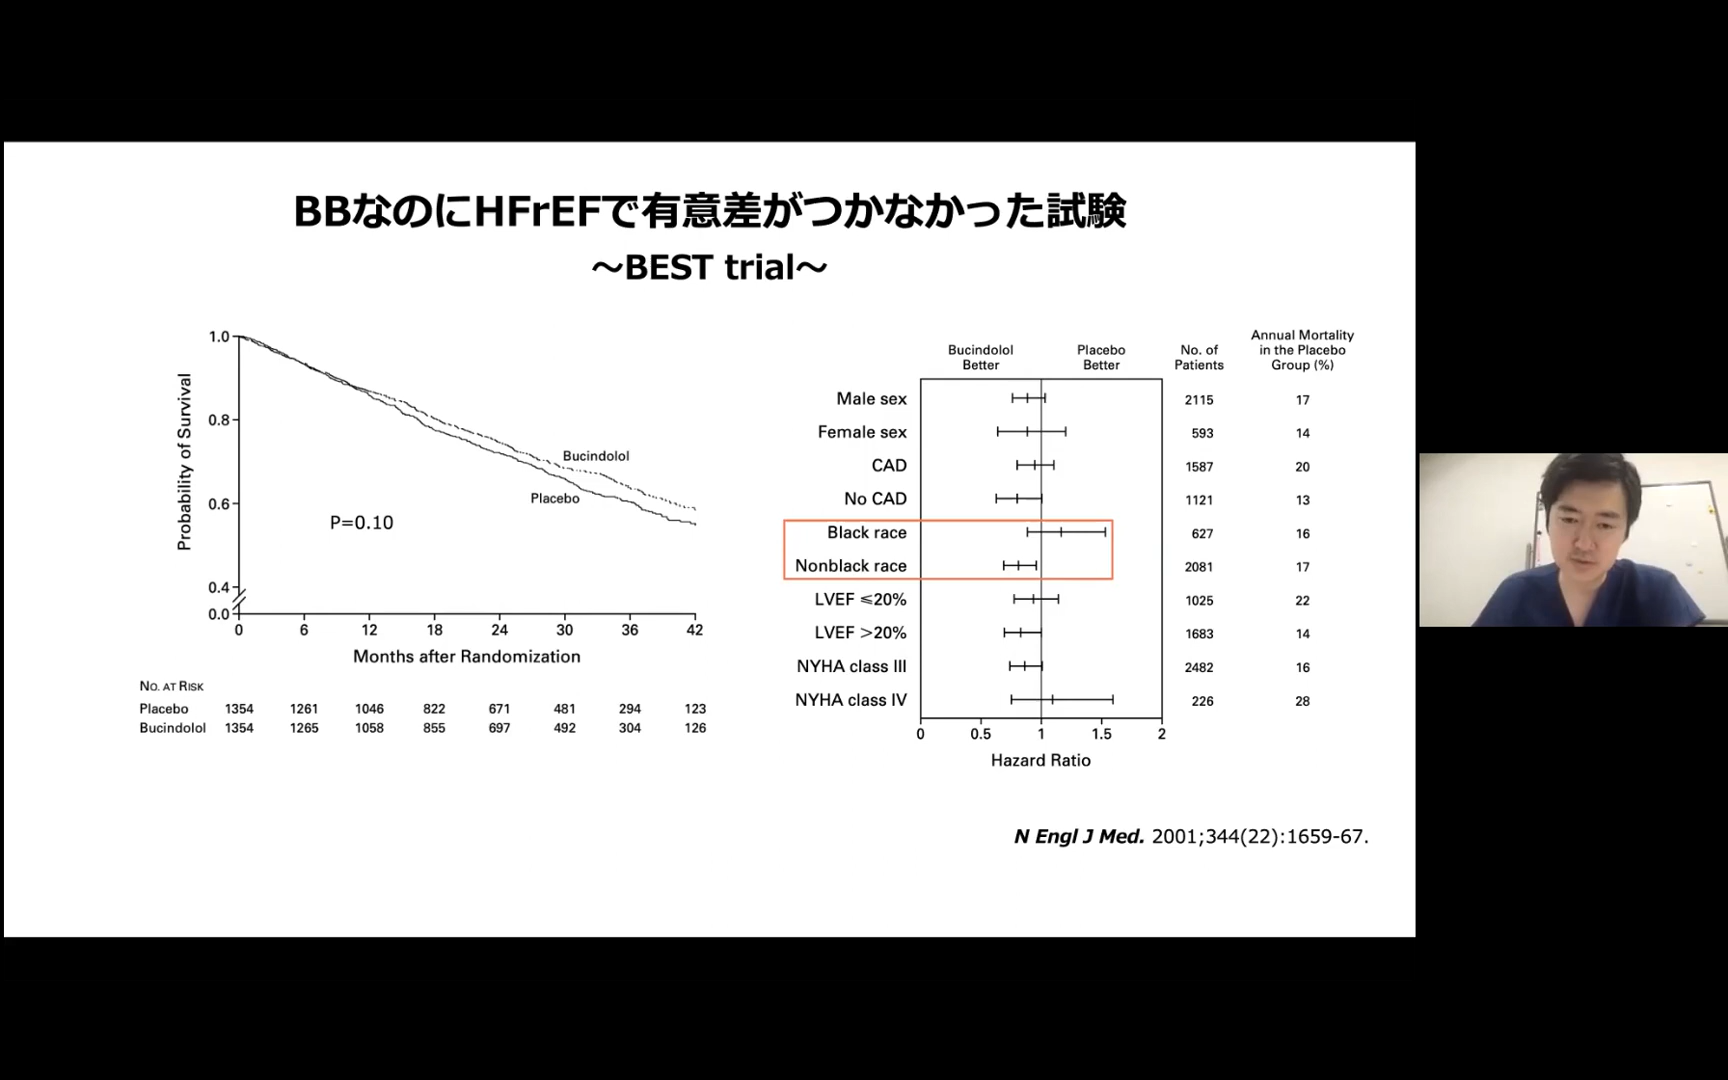 BBなのにHFrEFで有意差がつかなかった試験
～BEST trial～
1.0
0.8
0.6
0.4
0.0
Probability of Survival
Bucindolol
Placebo
P=0.10
0 6 12 18 24 30 36 42
Months after Randomization
NO. AT RISK
Placebo 1354 1261 1046 822 671 481 294 123
Bucindolol 1354 1265 1058 855 697 492 304 126
Bucindolol Better
Placebo Better
No. of Patients
Annual Mortality in the Placebo Group (%)
Male sex 2115 17
Female sex 593 14
CAD 1587 20
No CAD 1121 13
Black race 627 16
Nonblack race 2081 17
LVEF ≤20% 1025 22
LVEF >20% 1683 14
NYHA class III 2482 16
NYHA class IV 226 28
0 0.5 1 1.5 2
Hazard Ratio
N Engl J Med. 2001;344(22):1659-67.